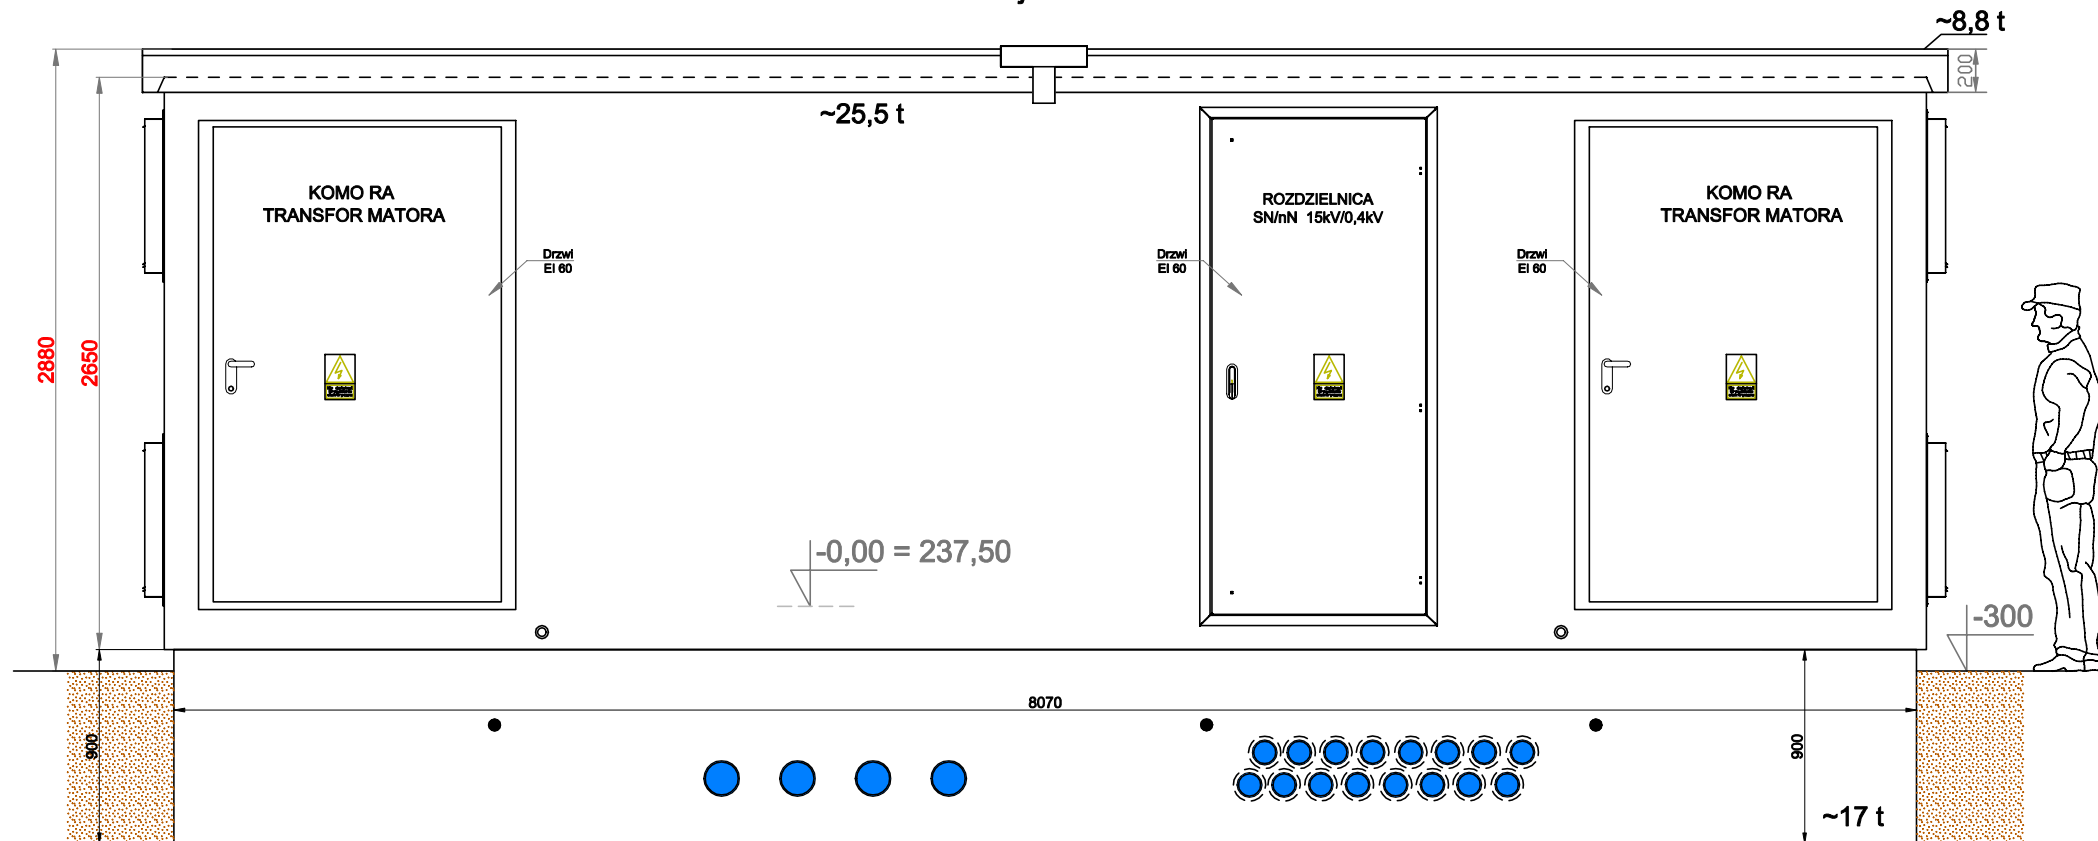 ~8,8 t
200
~25,5 t
KOMO RA
TRANSFOR MATORA
ROZDZIELNICA
SN/nN 15kV/0,4kV
KOMO RA
TRANSFOR MATORA
Drzwi
EI 60
Drzwi
EI 60
Drzwi
EI 60
2880
2650
-0,00 = 237,50
-300
8070
900
900
~17 t